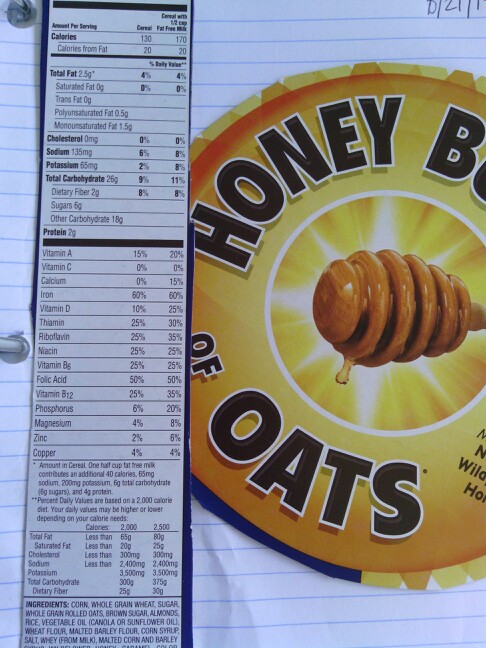 Cereal with
1/2 cup
Amount Per Serving Cereal Fat Free Milk
Calories 130 170
Calories from Fat 20 20
% Daily Value**
Total Fat 2.5g* 4% 4%
Saturated Fat 0g 0% 0%
Trans Fat 0g
Polyunsaturated Fat 0.5g
Monounsaturated Fat 1.5g
Cholesterol 0mg 0% 0%
Sodium 135mg 6% 8%
Potassium 65mg 2% 8%
Total Carbohydrate 26g 9% 11%
Dietary Fiber 2g 8% 8%
Sugars 6g
Other Carbohydrate 18g
Protein 2g
Vitamin A 15% 20%
Vitamin C 0% 0%
Calcium 0% 15%
Iron 60% 60%
Vitamin D 10% 25%
Thiamin 25% 30%
Riboflavin 25% 35%
Niacin 25% 25%
Vitamin B6 25% 25%
Folic Acid 50% 50%
Vitamin B12 25% 35%
Phosphorus 6% 20%
Magnesium 4% 8%
Zinc 2% 6%
Copper 4% 4%
* Amount in Cereal. One half cup fat free milk
contributes an additional 40 calories, 65mg
sodium, 200mg potassium, 6g total carbohydrate
(6g sugars), and 4g protein.
**Percent Daily Values are based on a 2,000 calorie
diet. Your daily values may be higher or lower
depending on your calorie needs:
Calories: 2,000 2,500
Total Fat Less than 65g 80g
Saturated Fat Less than 20g 25g
Cholesterol Less than 300mg 300mg
Sodium Less than 2,400mg 2,400mg
Potassium 3,500mg 3,500mg
Total Carbohydrate 300g 375g
Dietary Fiber 25g 30g
INGREDIENTS: CORN, WHOLE GRAIN WHEAT, SUGAR,
WHOLE GRAIN ROLLED OATS, BROWN SUGAR, ALMONDS,
RICE, VEGETABLE OIL (CANOLA OR SUNFLOWER OIL),
WHEAT FLOUR, MALTED BARLEY FLOUR, CORN SYRUP,
SALT, WHEY (FROM MILK), MALTED CORN AND BARLEY
HONEY
OF
OATS